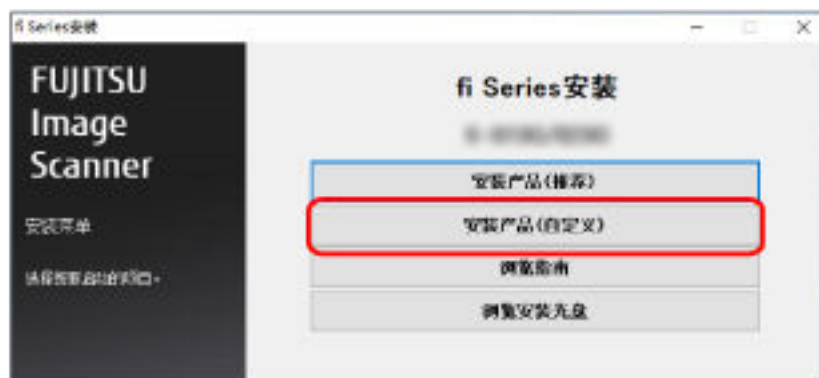 fi Series安装
FUJITSU
Image
Scanner
安装菜单
fi Series安装
安装产品(推荐)
安装产品(自定义)
浏览指南
浏览安装光盘